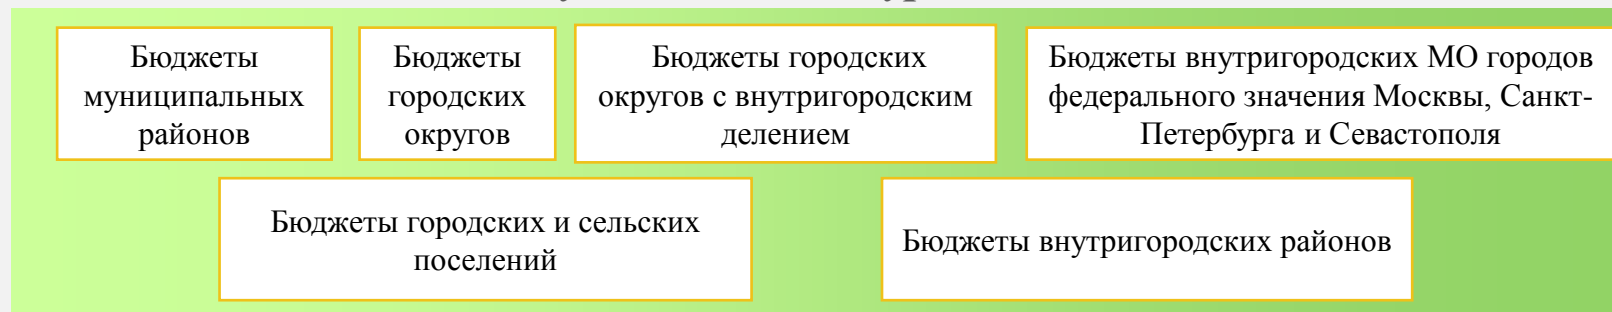 Бюджеты
муниципальных
районов
Бюджеты
городских
округов
Бюджеты городских
округов с внутригородским
делением
Бюджеты внутригородских МО городов
федерального значения Москвы, Санкт-
Петербурга и Севастополя
Бюджеты городских и сельских
поселений
Бюджеты внутригородских районов